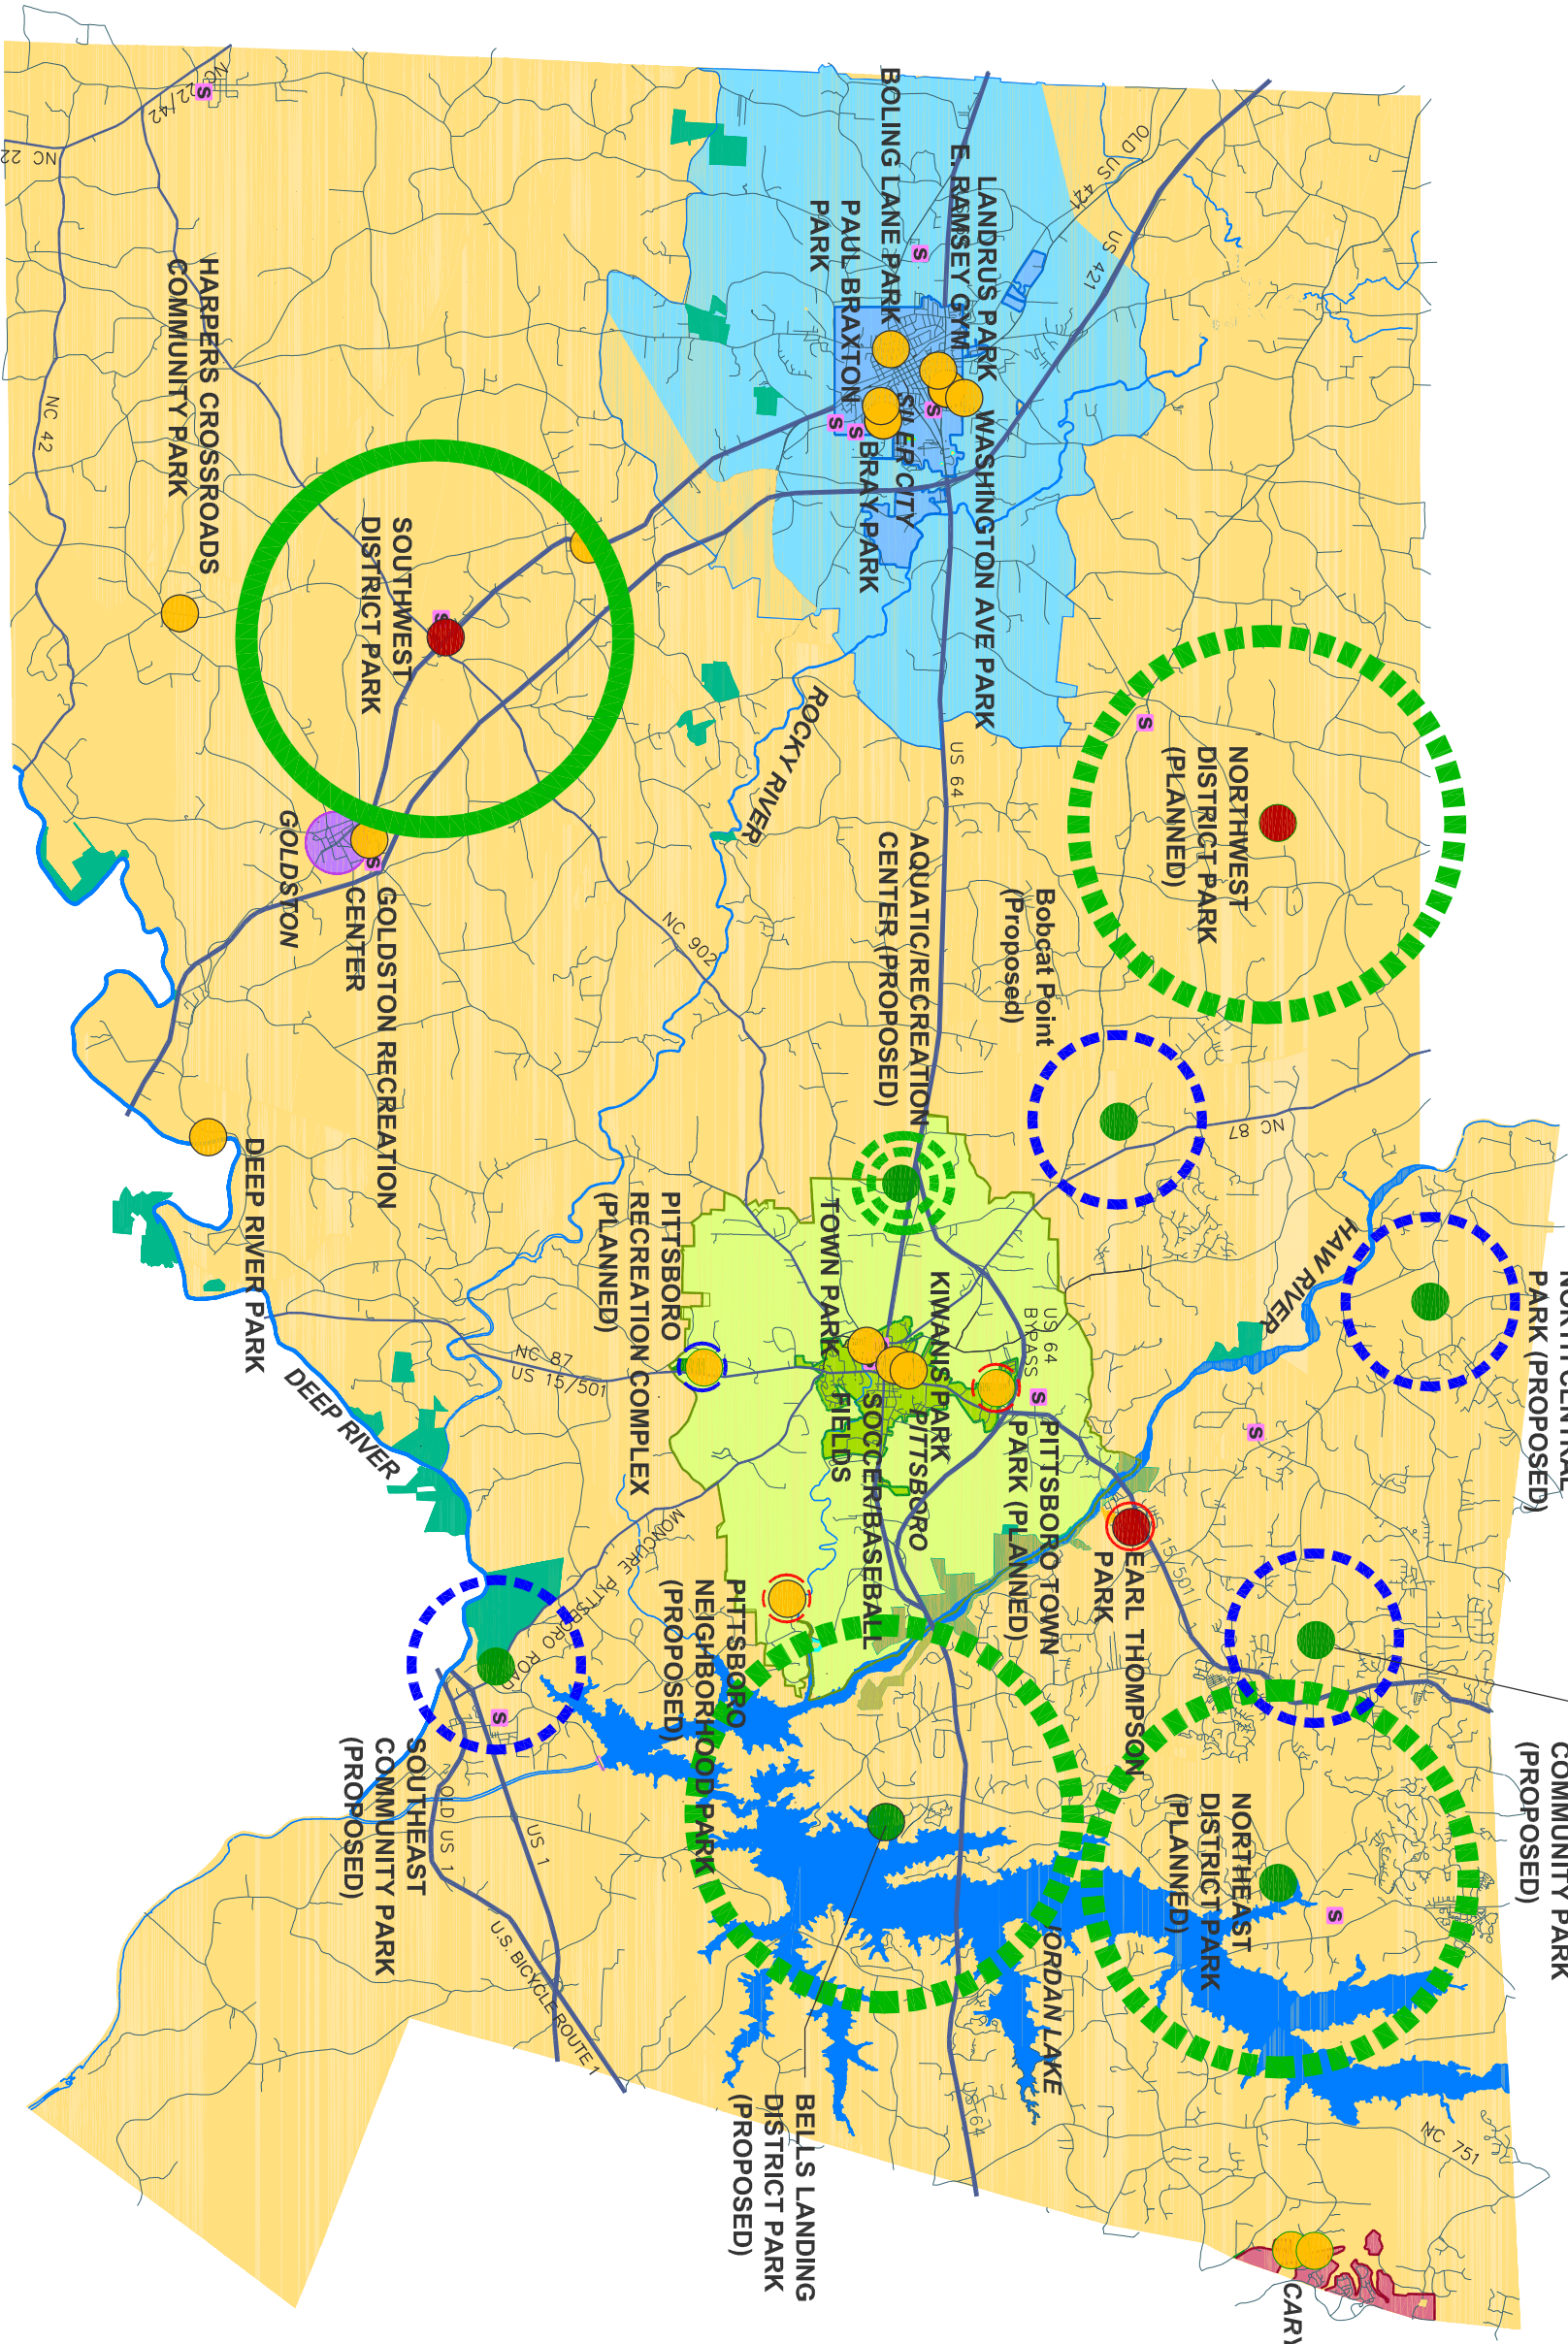 NC 22/42
NC 22
NC 42
HARPERS CROSSROADS
COMMUNITY PARK
BOLING LANE PARK
E. RAMSEY GYM
LANDRUS PARK
PAUL BRAXTON
PARK
WASHINGTON AVE PARK
BRAY PARK
SILER CITY
OLD US 421
US 421
SOUTHWEST
DISTRICT PARK
NORTHWEST
DISTRICT PARK
(PLANNED)
ROCKY RIVER
US 64
AQUATIC/RECREATION
CENTER (PROPOSED)
Bobcat Point
(Proposed)
GOLDSTON
GOLDSTON RECREATION
CENTER
NC 902
NC 87
DEEP RIVER PARK
DEEP RIVER
NC 87
US 15/501
PITTSBORO
RECREATION COMPLEX
(PLANNED)
TOWN PARK
KIWANIS PARK
PITTSBORO
SOCCER/BASEBALL
FIELDS
US 64
BYPASS
PITTSBORO TOWN
PARK (PLANNED)
HAW RIVER
NORTH CENTRAL
PARK (PROPOSED)
EARL THOMPSON
PARK
US 15/501
MONCURE PITTSBORO ROAD
PITTSBORO
NEIGHBORHOOD PARK
(PROPOSED)
SOUTHEAST
COMMUNITY PARK
(PROPOSED)
OLD US 1
US 1
U.S. BICYCLE ROUTE 1
NORTHEAST
DISTRICT PARK
(PLANNED)
COMMUNITY PARK
(PROPOSED)
JORDAN LAKE
US 64
BELLS LANDING
DISTRICT PARK
(PROPOSED)
NC 751
CARY
S
S
S
S
S
S
S
S
S
S
S
S